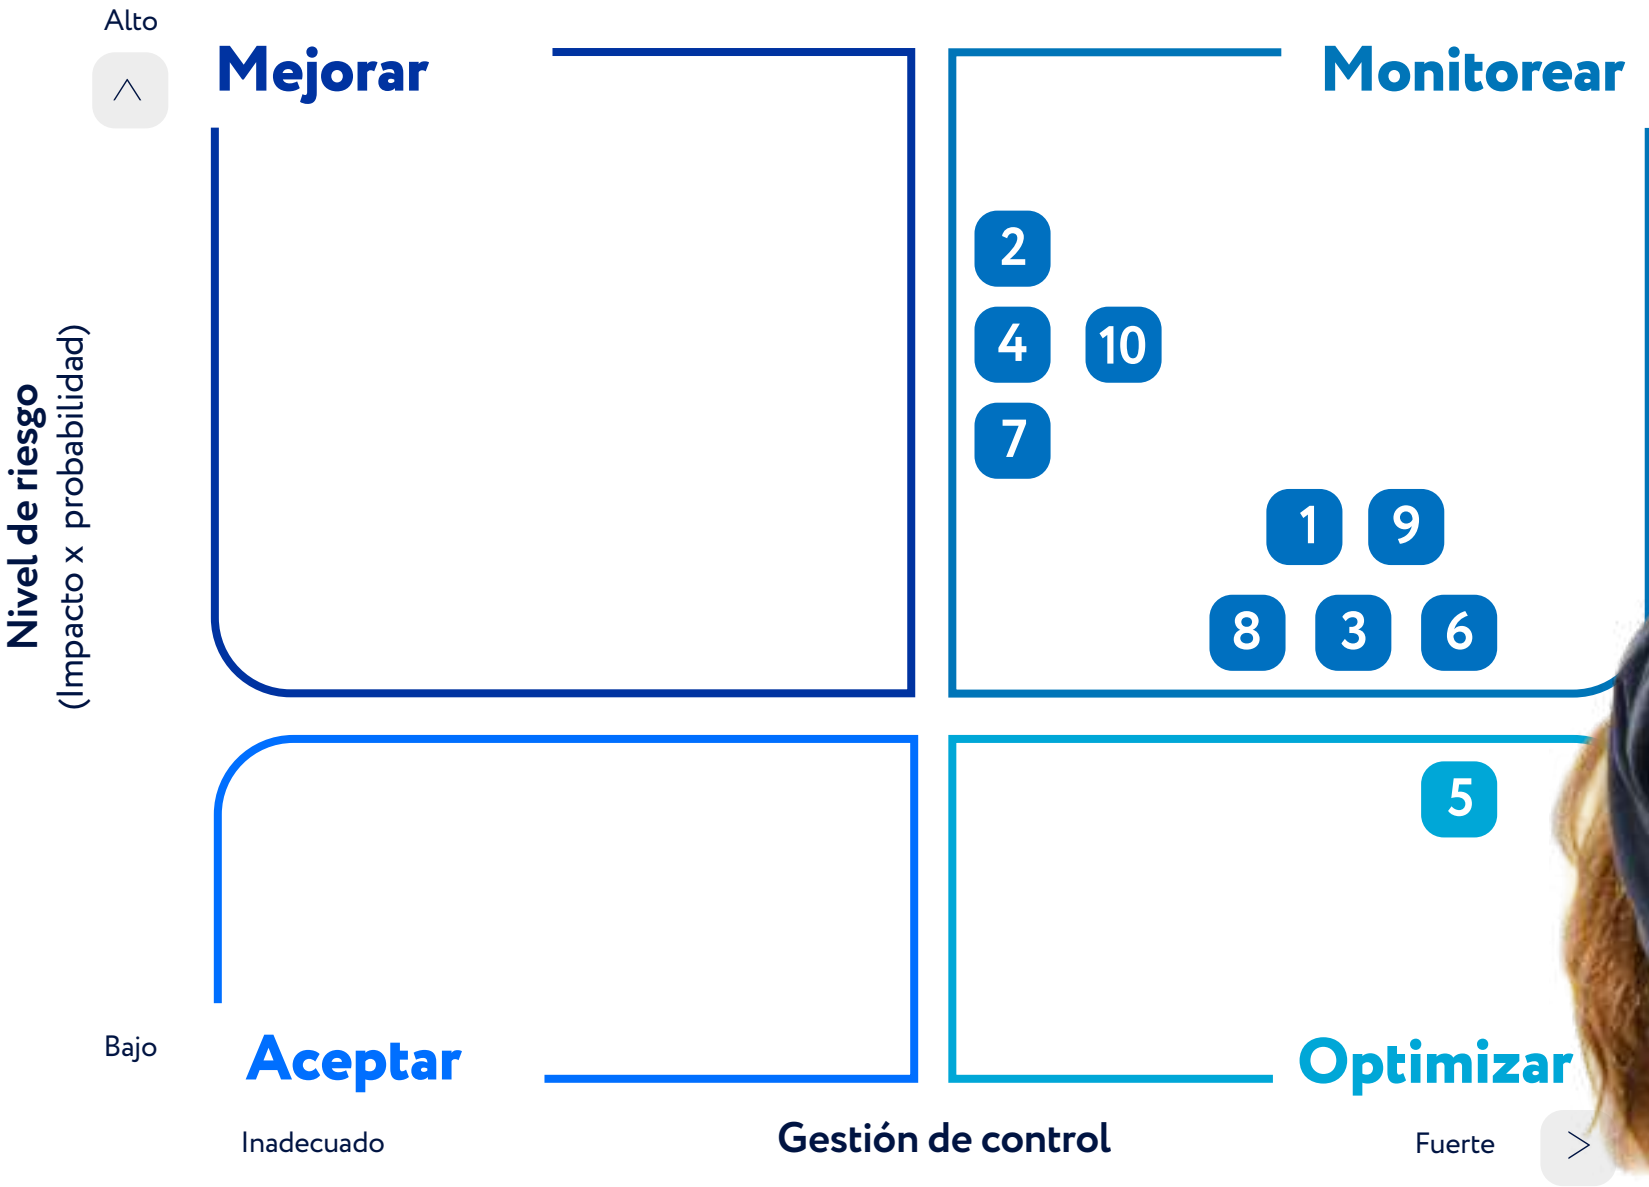 Alto
Mejorar
Monitorear
2
4 10
7
1 9
8 3 6
Nivel de riesgo
(Impacto x probabilidad)
5
Bajo
Aceptar
Optimizar
Inadecuado
Gestión de control
Fuerte